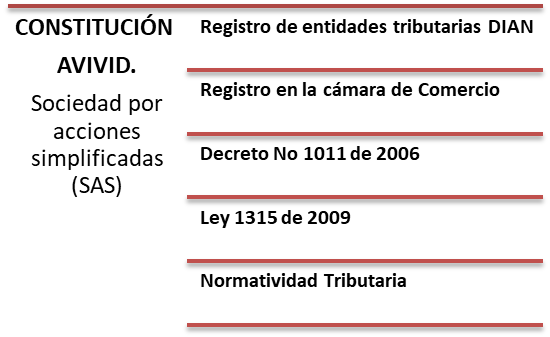 CONSTITUCIÓN
AVIVID.
Sociedad por
acciones
simplificadas
(SAS)
Registro de entidades tributarias DIAN
Registro en la cámara de Comercio
Decreto No 1011 de 2006
Ley 1315 de 2009
Normatividad Tributaria